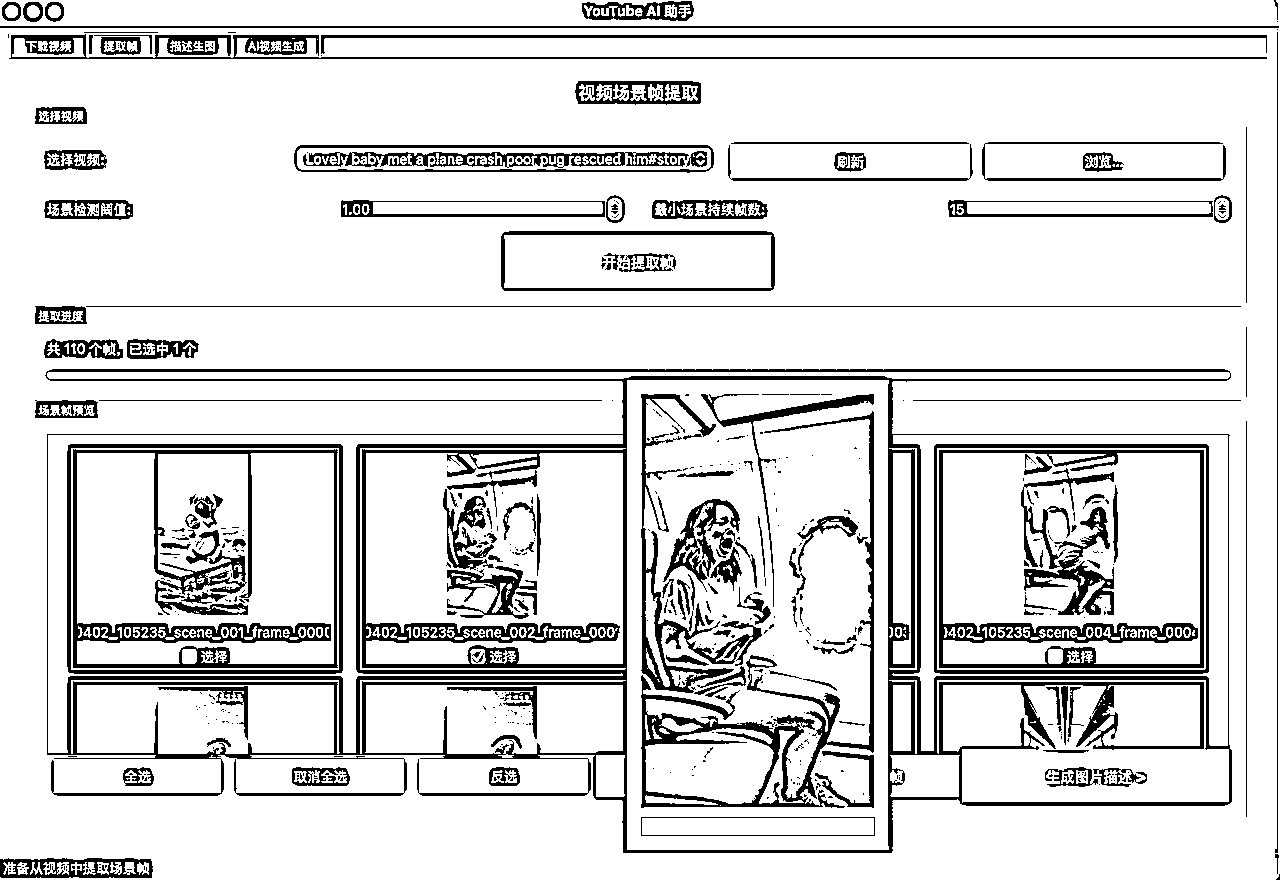 YouTube AI 助手
下载视频 提取帧 描述生图 AI视频生成
视频场景帧提取
选择视频
选择视频: Lovely baby met a plane crash,poor pug rescued him#story 刷新 浏览...
场景检测阈值: 1.00 最小场景持续帧数: 15
开始提取帧
提取进度
共 110 个帧，已选中 1 个
场景帧预览
0402_105235_scene_001_frame_000 0402_105235_scene_002_frame_000 0402_105235_scene_004_frame_000
选择 选择 选择
全选 取消全选 反选 帧 生成图片描述 >
准备从视频中提取场景帧